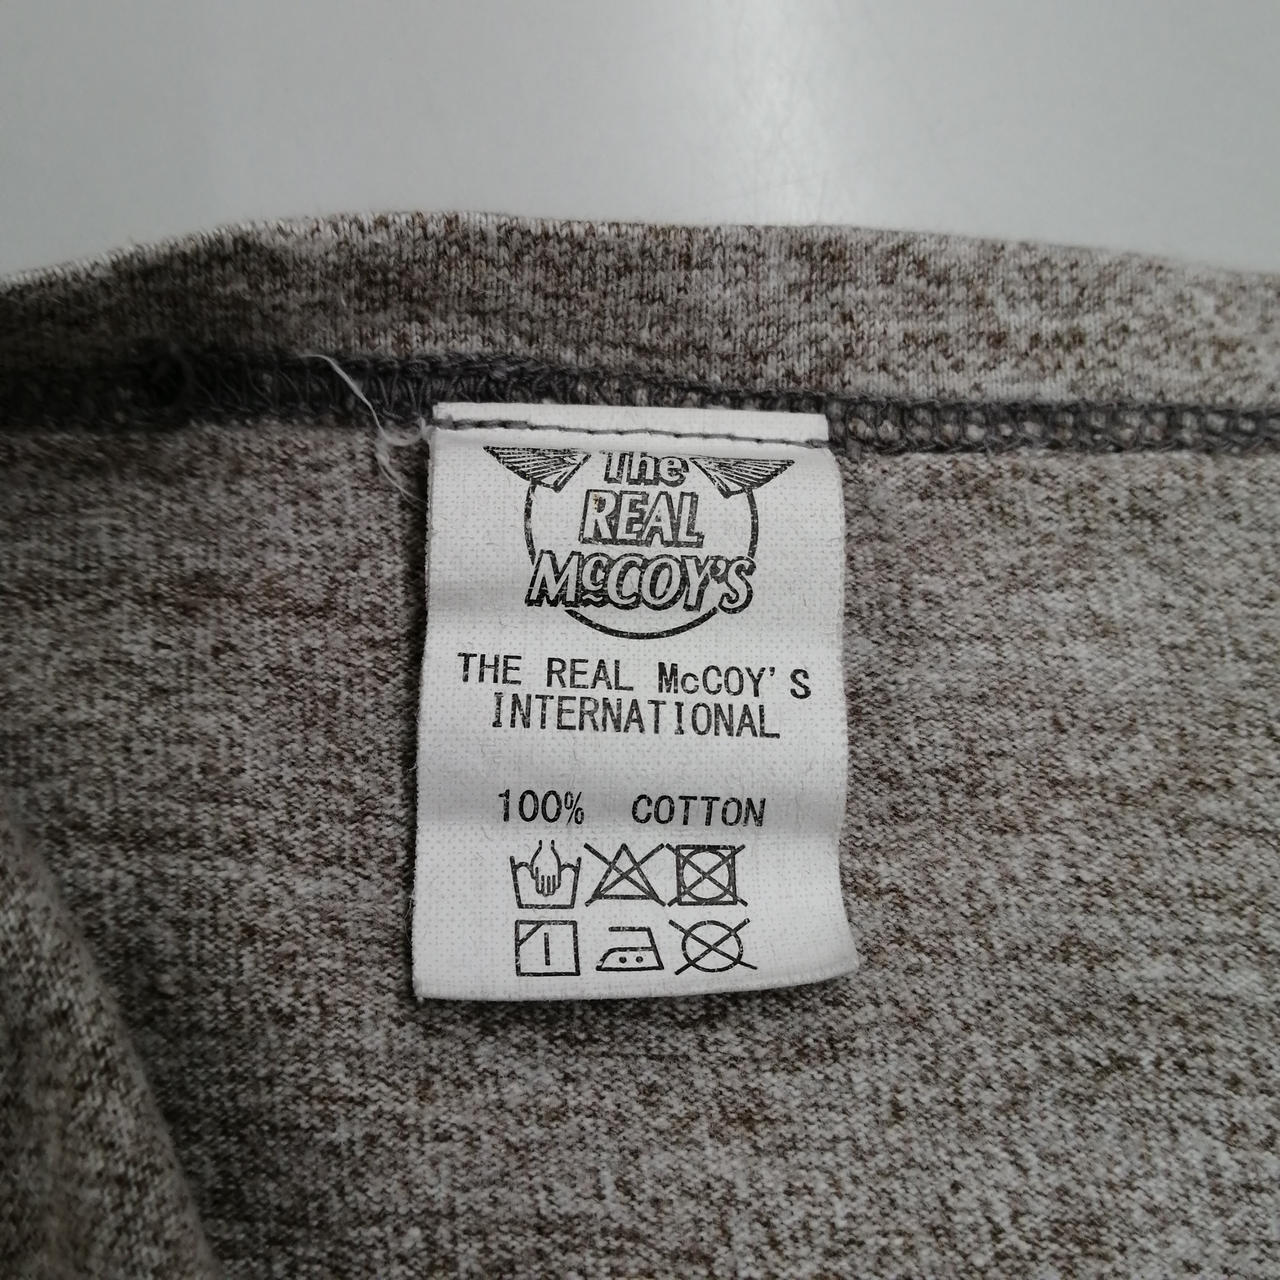 The
REAL
McCOY'S
THE REAL McCOY'S
INTERNATIONAL
100% COTTON